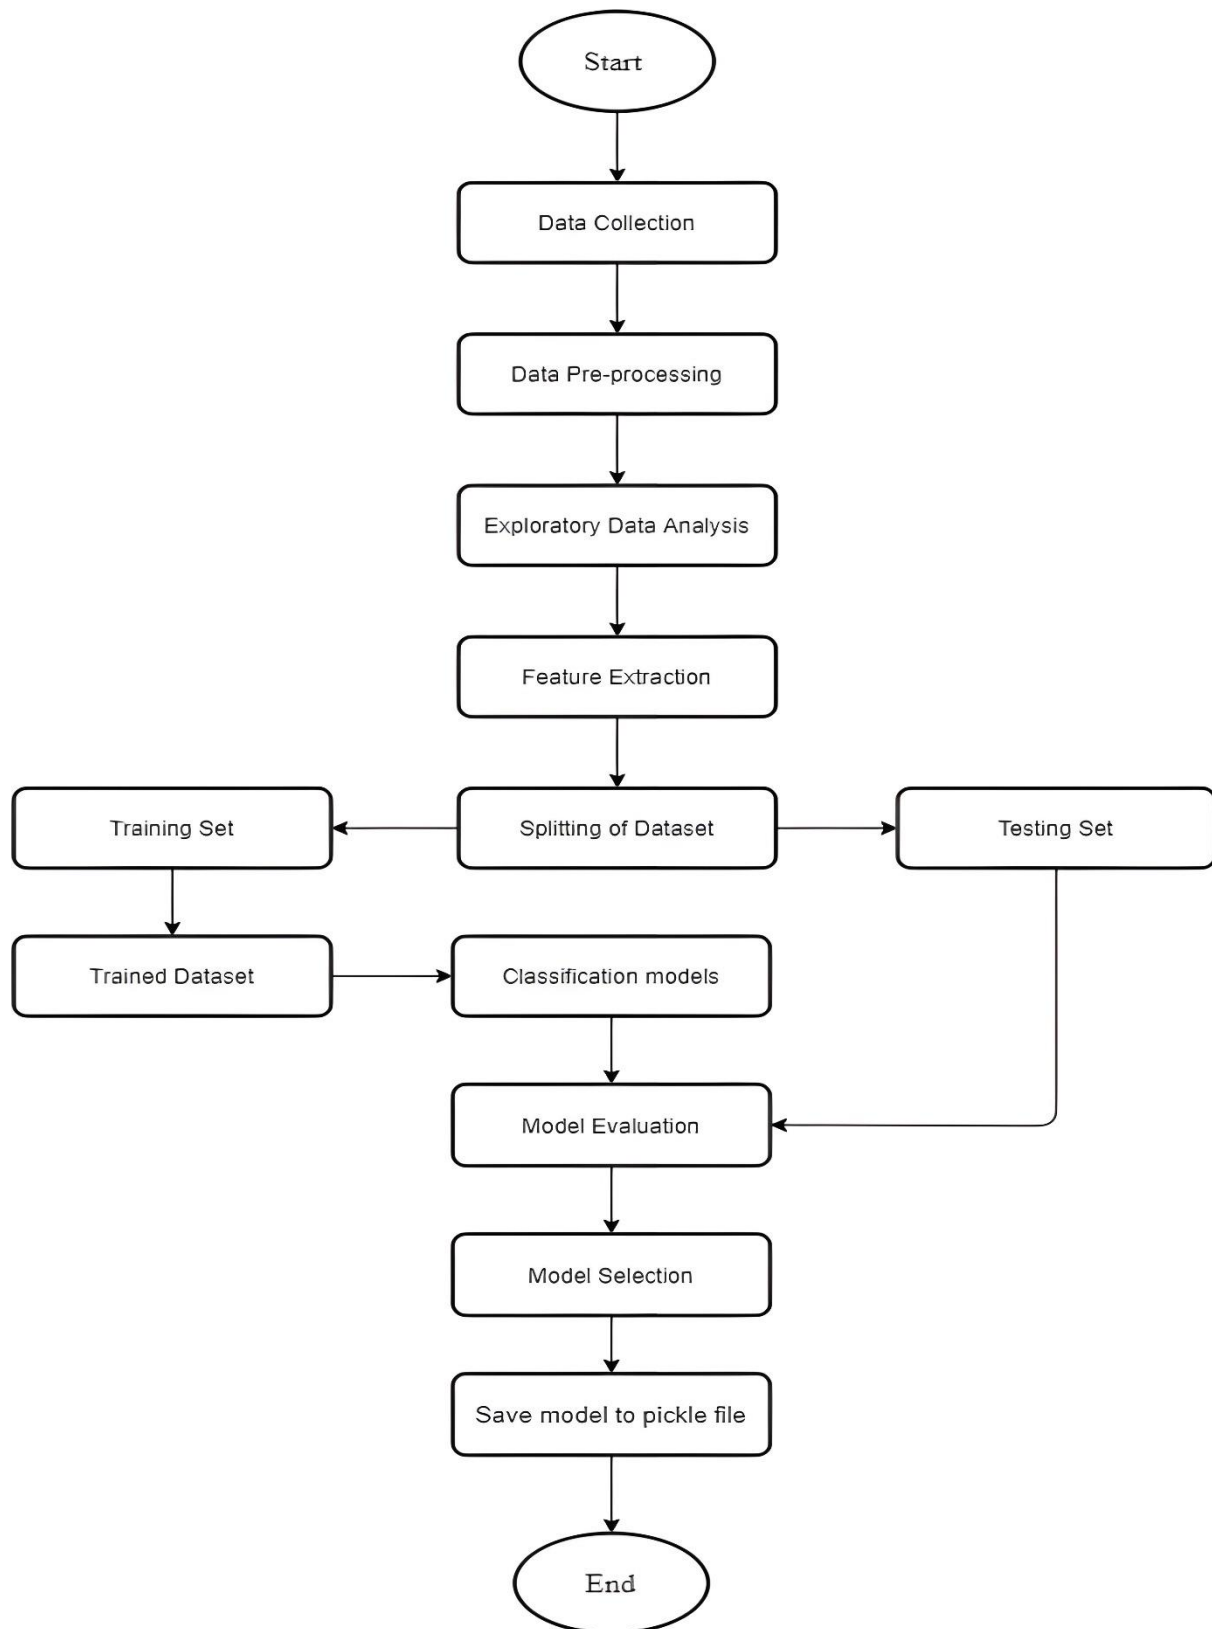 Start
Data Collection
Data Pre-processing
Exploratory Data Analysis
Feature Extraction
Training Set
Splitting of Dataset
Testing Set
Trained Dataset
Classification models
Model Evaluation
Model Selection
Save model to pickle file
End